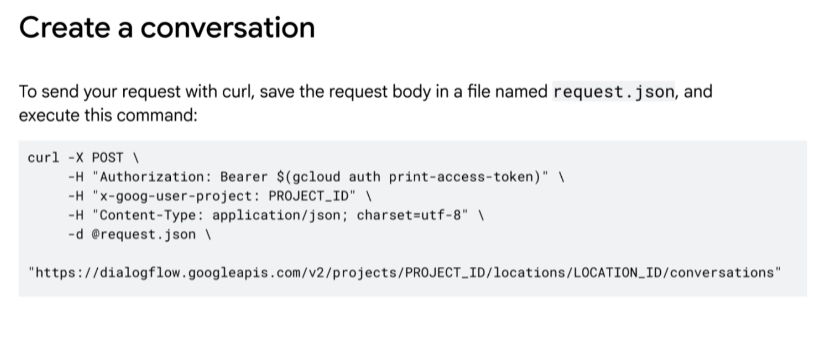 Create a conversation
To send your request with curl, save the request body in a file named request.json, and
execute this command:
curl -X POST \
-H "Authorization: Bearer $(gcloud auth print-access-token)" \
-H "x-goog-user-project: PROJECT_ID" \
-H "Content-Type: application/json; charset=utf-8" \
-d @request.json \
"https://dialogflow.googleapis.com/v2/projects/PROJECT_ID/locations/LOCATION_ID/conversations"